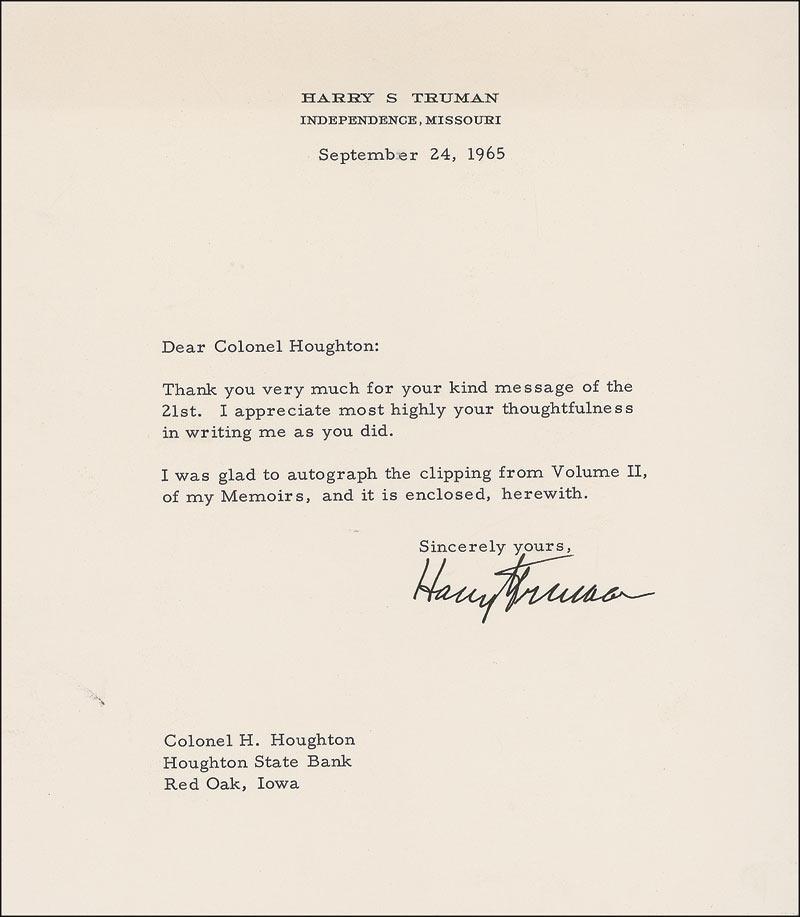 HARRY S TRUMAN
INDEPENDENCE, MISSOURI
September 24, 1965
Dear Colonel Houghton:
Thank you very much for your kind message of the
21st. I appreciate most highly your thoughtfulness
in writing me as you did.
I was glad to autograph the clipping from Volume II,
of my Memoirs, and it is enclosed, herewith.
Sincerely yours,
Harry S Truman
Colonel H. Houghton
Houghton State Bank
Red Oak, Iowa